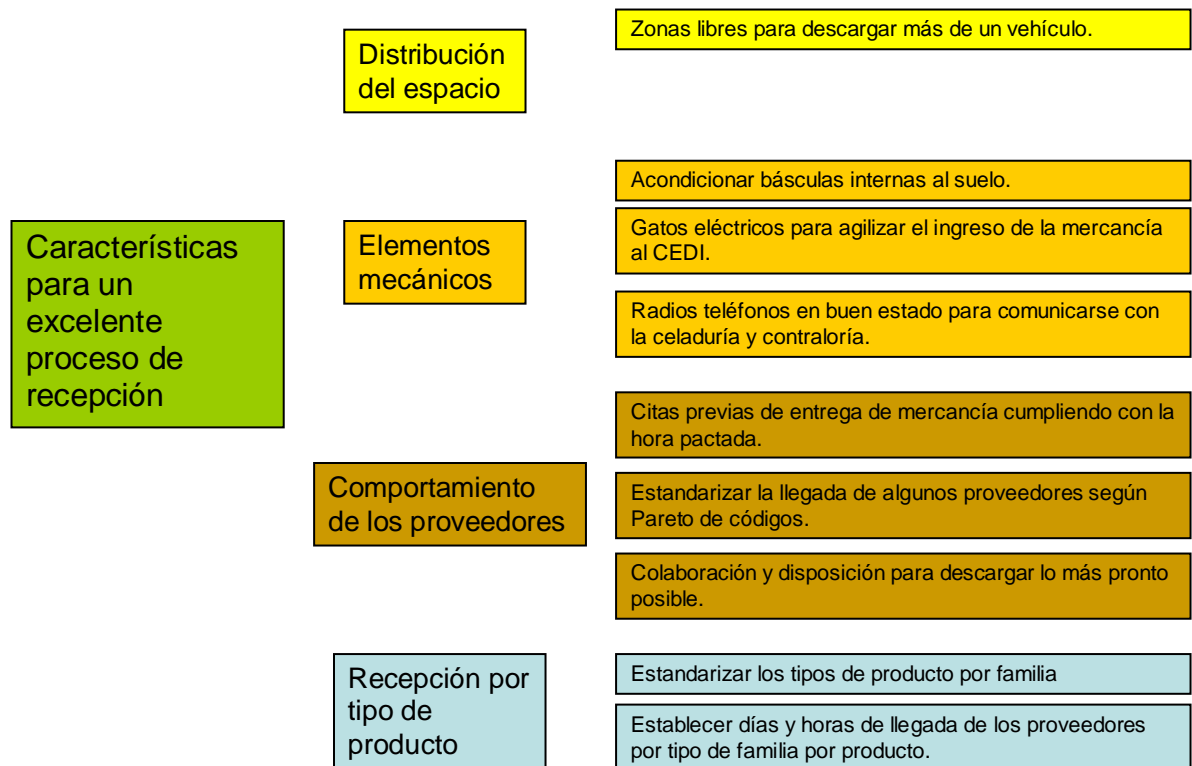 Zonas libres para descargar más de un vehículo.
Distribución
del espacio
Acondicionar básculas internas al suelo.
Gatos eléctricos para agilizar el ingreso de la mercancía
al CEDI.
Radios teléfonos en buen estado para comunicarse con
la celaduría y contraloría.
Elementos
mecánicos
Características
para un
excelente
proceso de
recepción
Citas previas de entrega de mercancía cumpliendo con la
hora pactada.
Estandarizar la llegada de algunos proveedores según
Pareto de códigos.
Colaboración y disposición para descargar lo más pronto
posible.
Comportamiento
de los proveedores
Recepción por
tipo de
producto
Estandarizar los tipos de producto por familia
Establecer días y horas de llegada de los proveedores
por tipo de familia por producto.